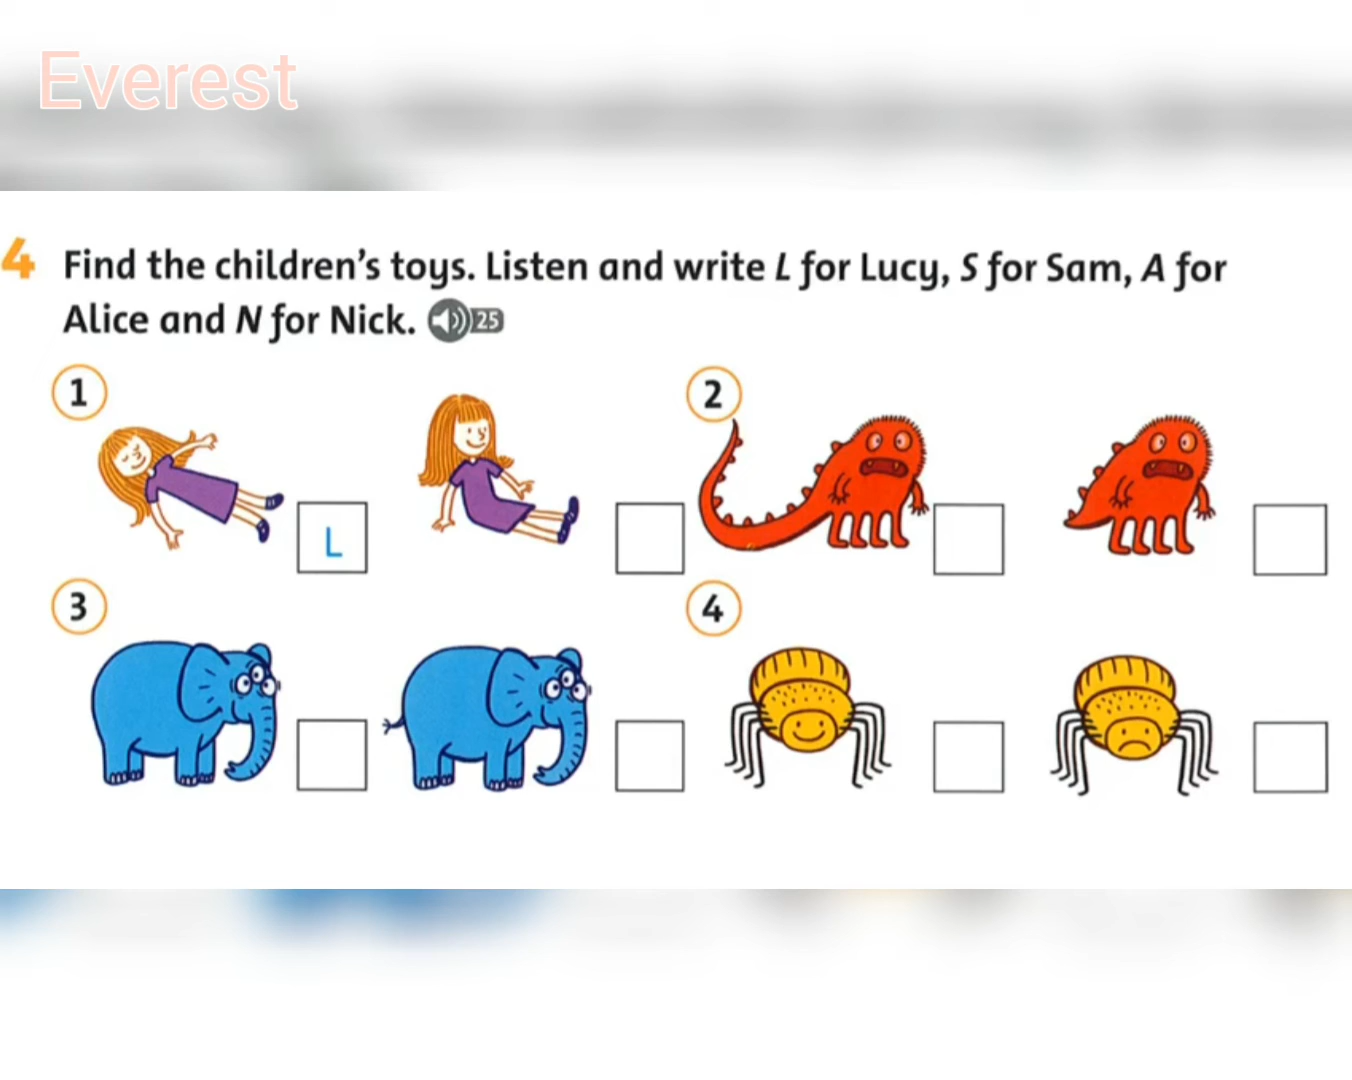 Everest
4 Find the children's toys. Listen and write L for Lucy, S for Sam, A for
Alice and N for Nick. 25
1
2
L
3
4